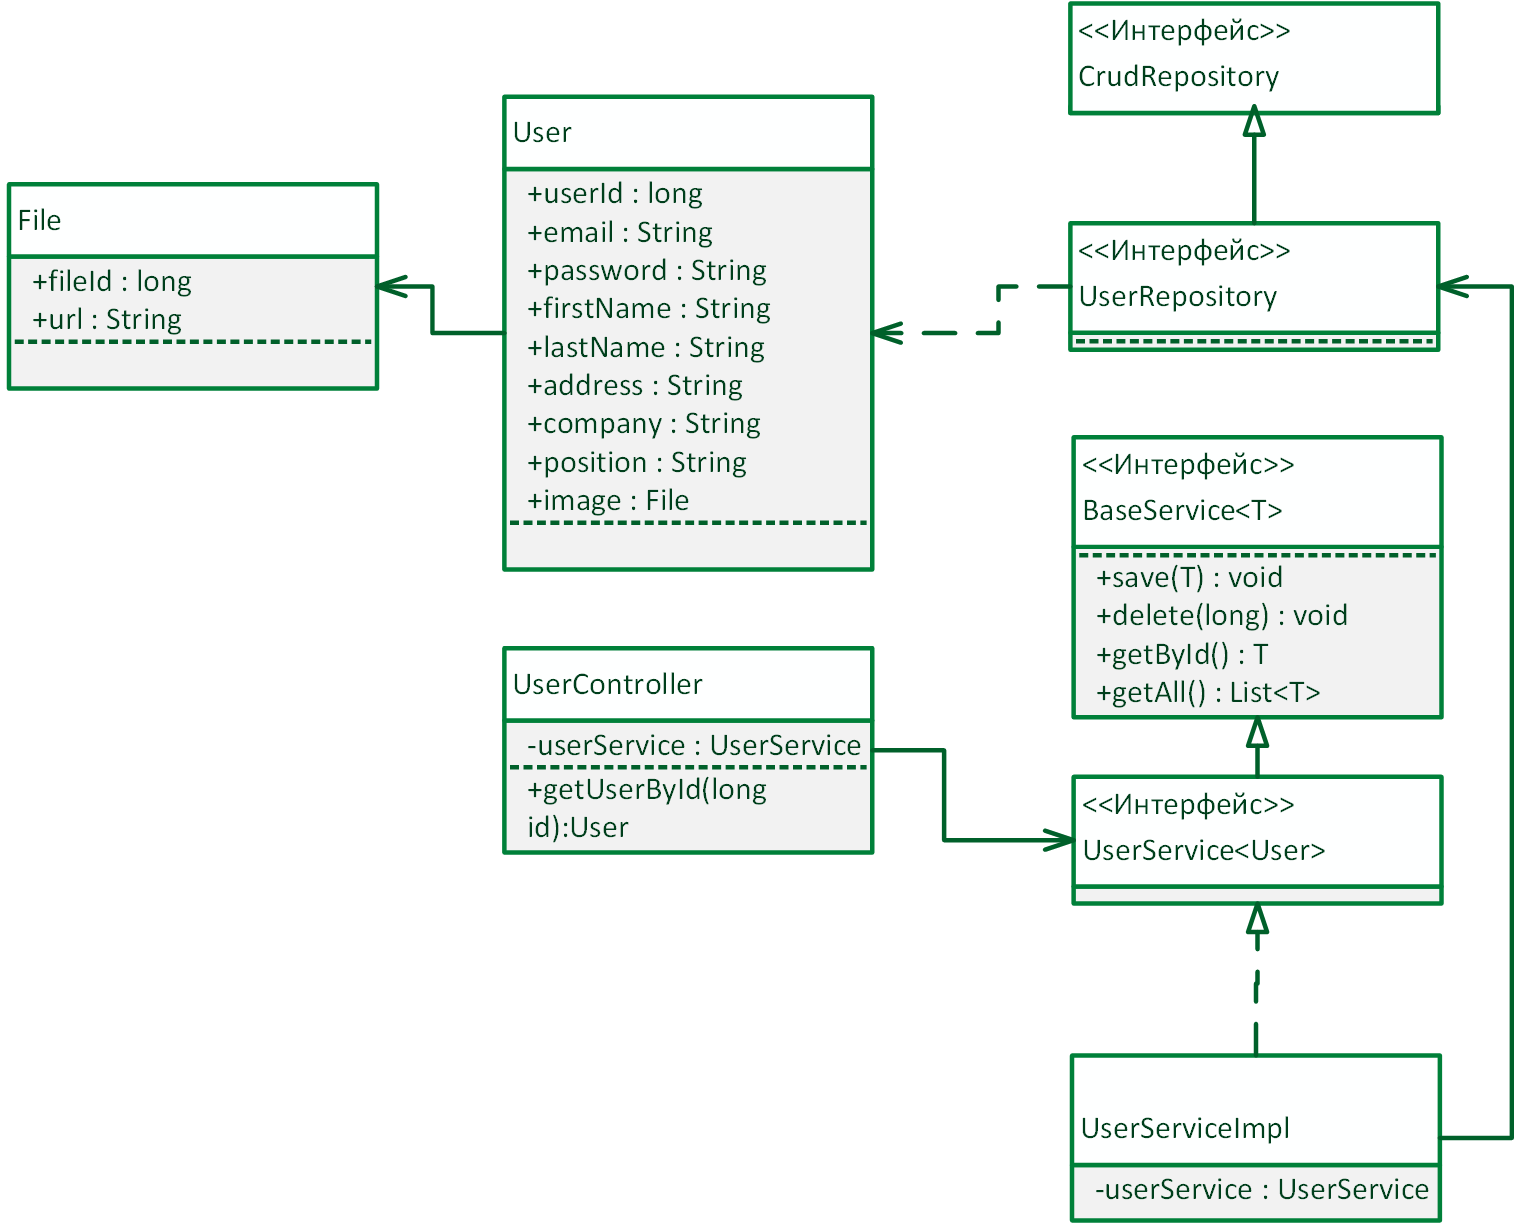 File
+fileId : long
+url : String
User
+userId : long
+email : String
+password : String
+firstName : String
+lastName : String
+address : String
+company : String
+position : String
+image : File
<<Интерфейс>>
CrudRepository
<<Интерфейс>>
UserRepository
<<Интерфейс>>
BaseService<T>
+save(T) : void
+delete(long) : void
+getById() : T
+getAll() : List<T>
UserController
-userService : UserService
+getUserById(long
id):User
<<Интерфейс>>
UserService<User>
UserServiceImpl
-userService : UserService